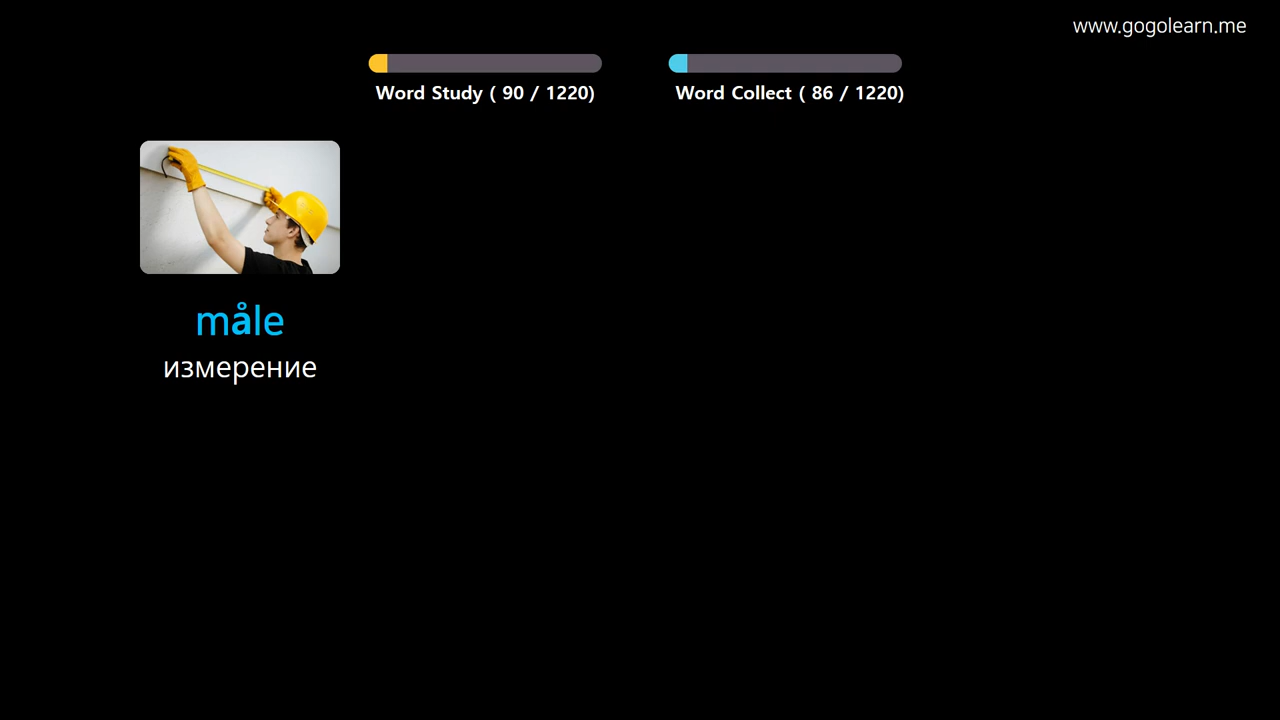 www.gogolearn.me
Word Study ( 90 / 1220)
Word Collect ( 86 / 1220)
måle
измерение